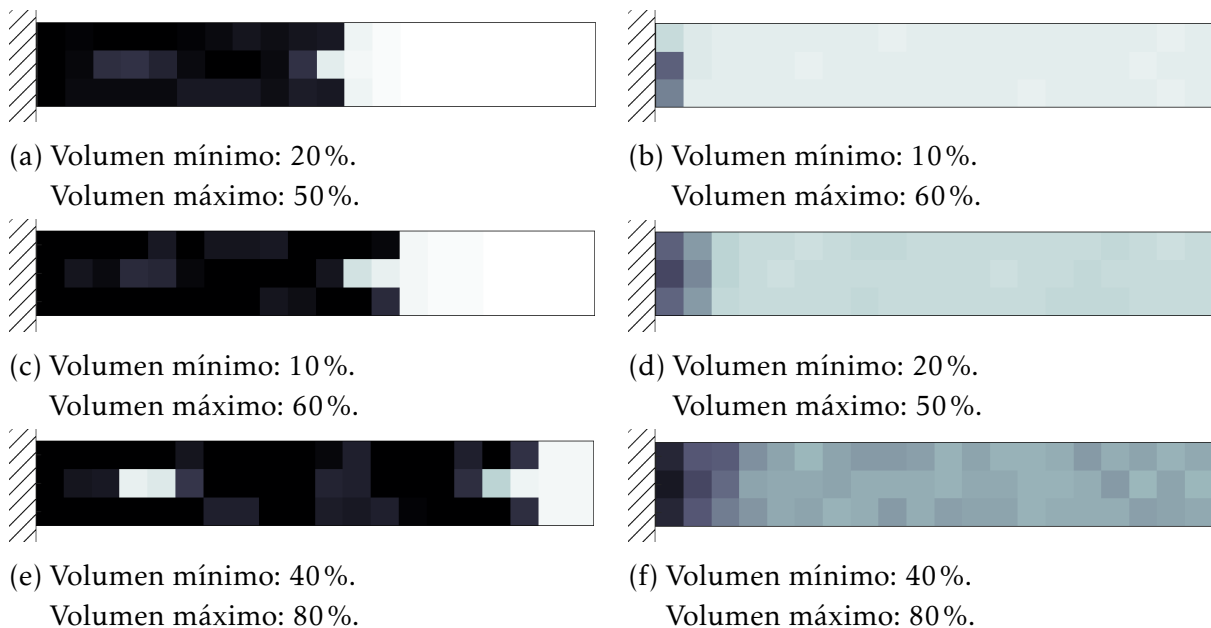 (a) Volumen mínimo: 20%.
Volumen máximo: 50%.
(b) Volumen mínimo: 10%.
Volumen máximo: 60%.
(c) Volumen mínimo: 10%.
Volumen máximo: 60%.
(d) Volumen mínimo: 20%.
Volumen máximo: 50%.
(e) Volumen mínimo: 40%.
Volumen máximo: 80%.
(f) Volumen mínimo: 40%.
Volumen máximo: 80%.